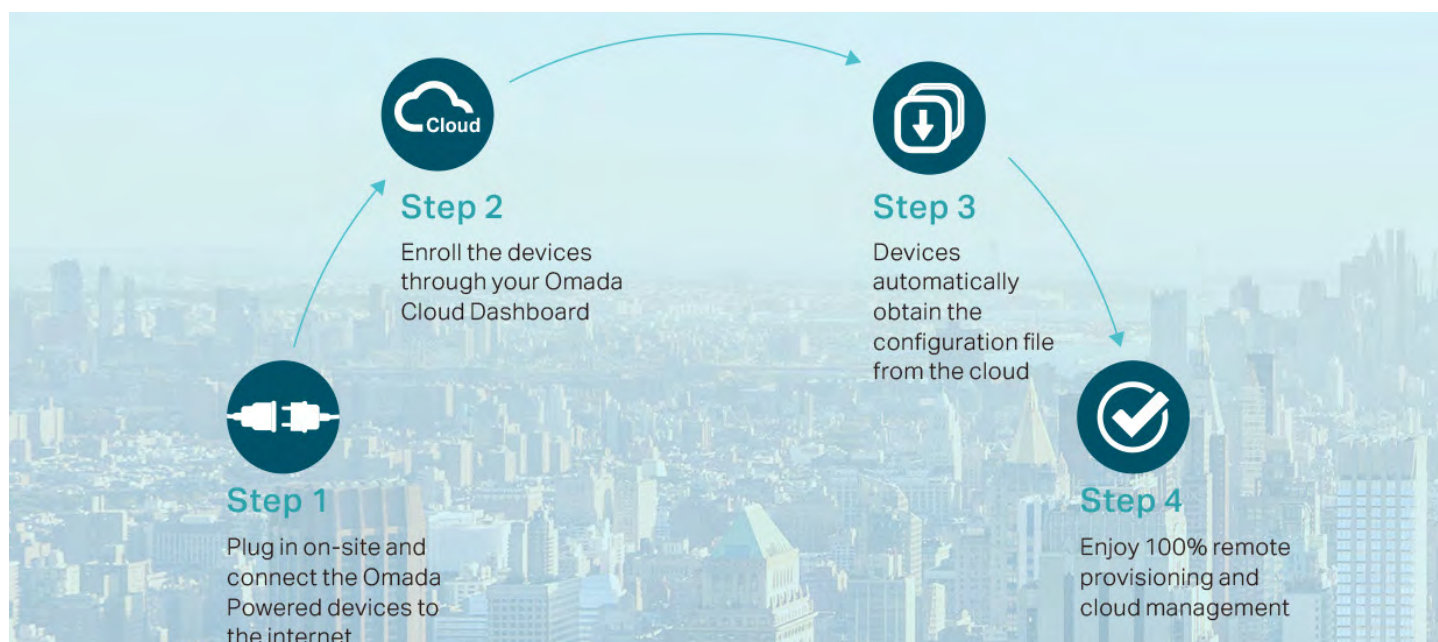 Cloud
Step 2
Enroll the devices
through your Omada
Cloud Dashboard
Step 3
Devices
automatically
obtain the
configuration file
from the cloud
Step 1
Plug in on-site and
connect the Omada
Powered devices to
the internet
Step 4
Enjoy 100% remote
provisioning and
cloud management